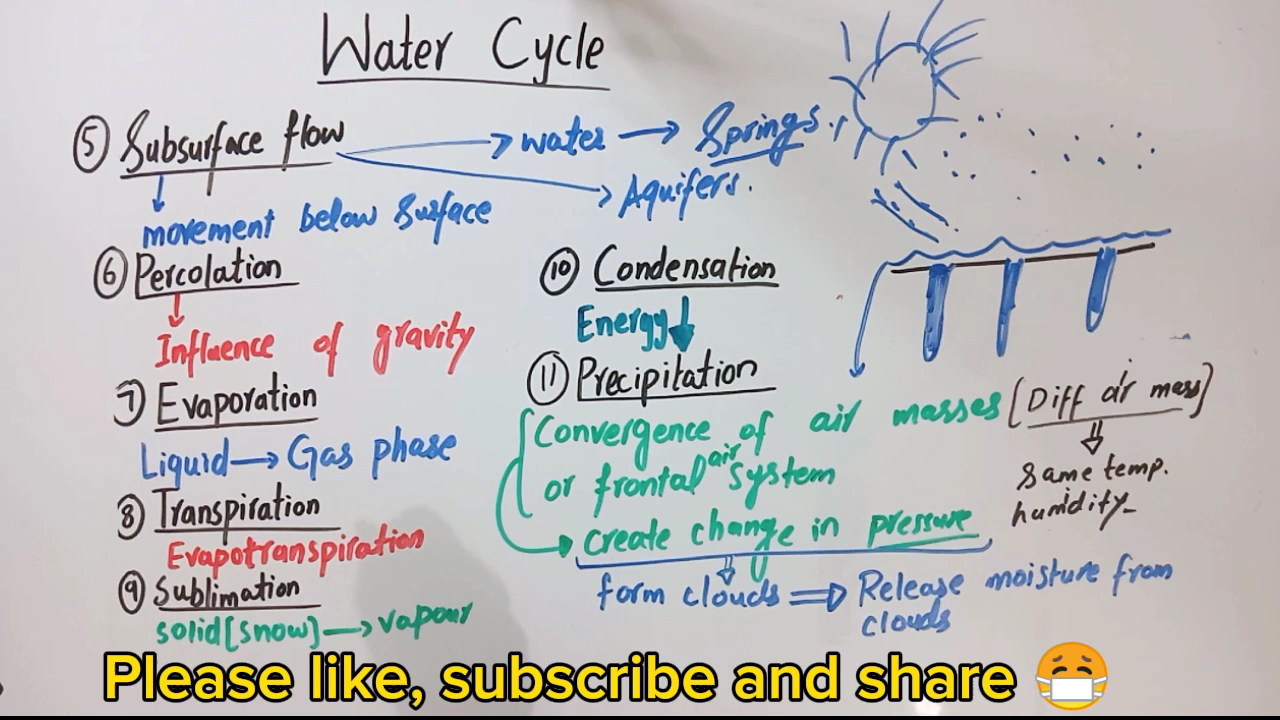 Water Cycle
⑤ Subsurface flow → water → Springs.
→ Aquifers.
↓
movement below surface
⑥ Percolation
↓
Influence of gravity
⑦ Evaporation
Liquid → Gas phase
⑧ Transpiration
Evapotranspiration
⑨ Sublimation
solid [snow] → vapour
⑩ Condensation
Energy ↓
⑪ Precipitation
Convergence of air masses [Diff air mass]
or frontal air system
create change in pressure
⇓
form clouds ⇒ Release moisture from
clouds
⇓
same temp.
humidity
Please like, subscribe and share 😷